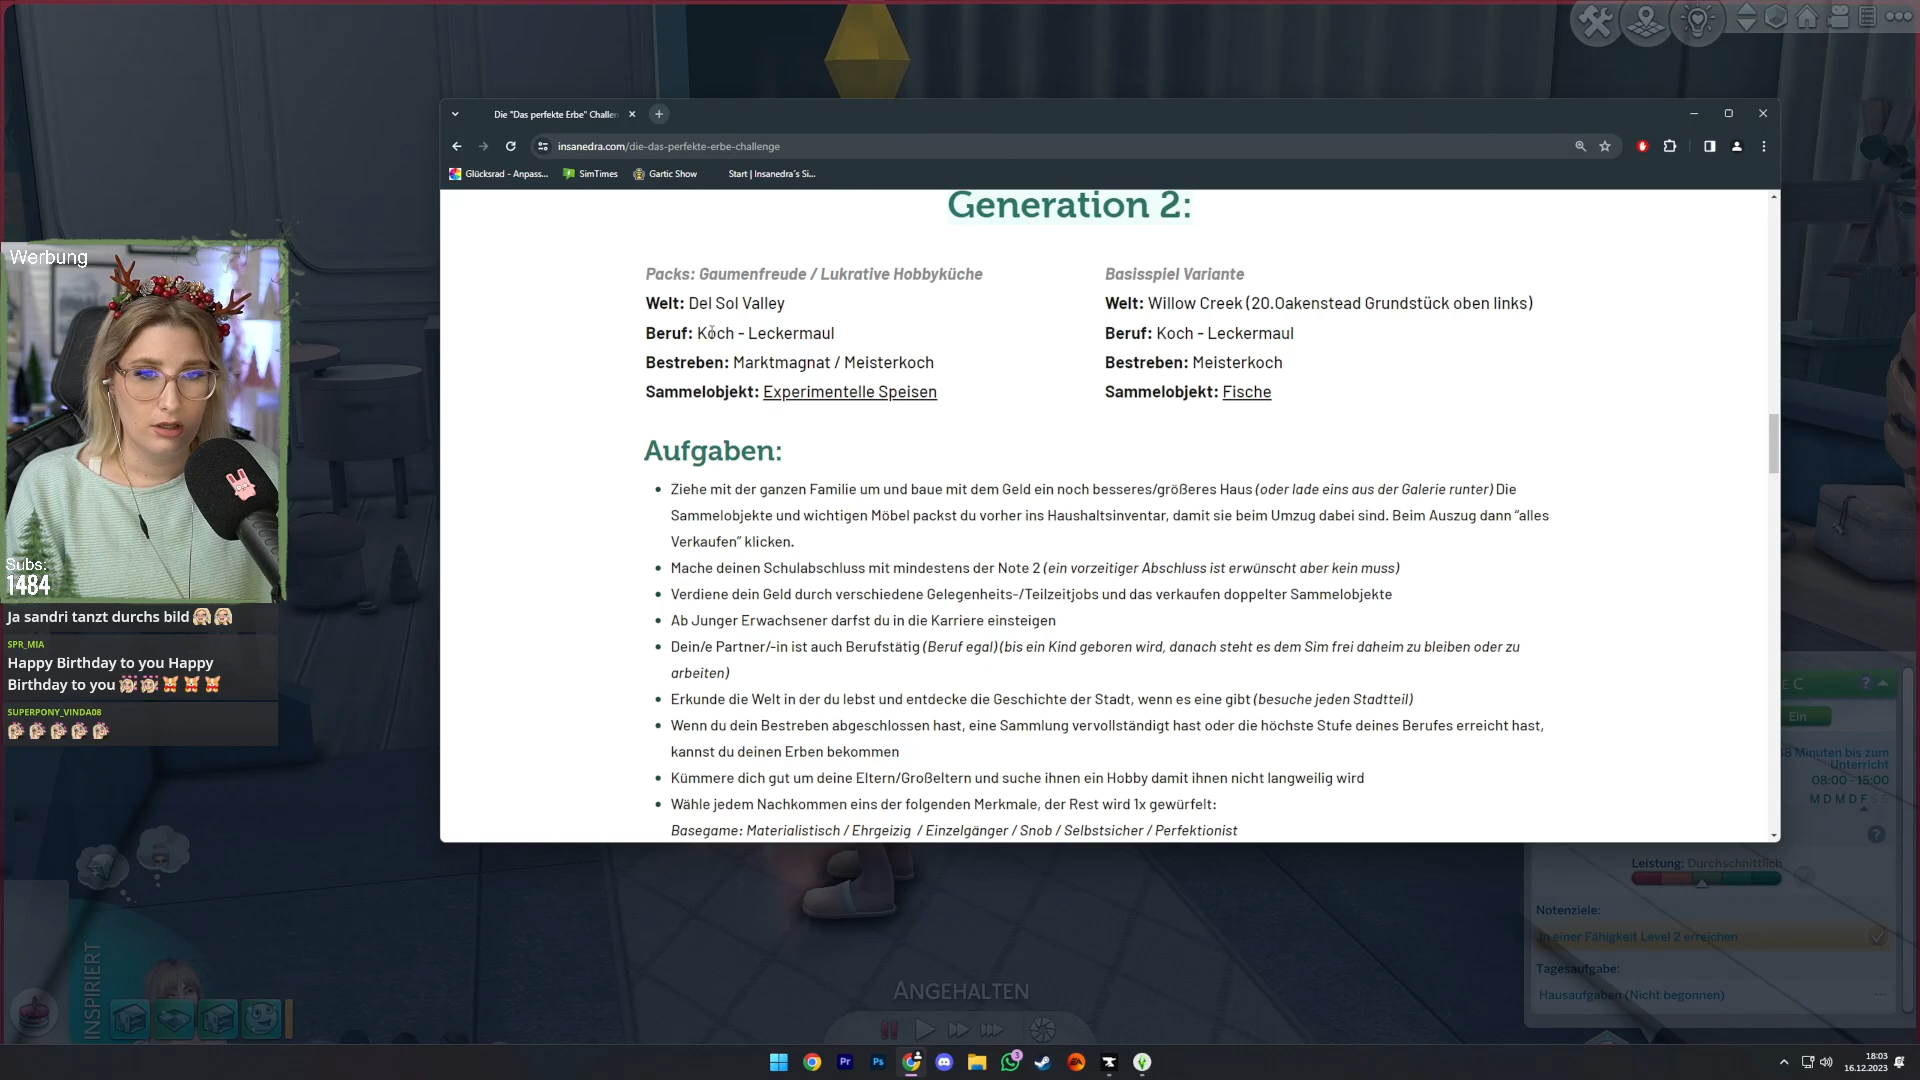 Die "Das perfekte Erbe" Challen
insanedra.com/die-das-perfekte-erbe-challenge
Glücksrad - Anpass...
SimTimes
Gartic Show
Start | Insanedra´s Si...
Generation 2:
Packs: Gaumenfreude / Lukrative Hobbyküche
Welt: Del Sol Valley
Beruf: Koch - Leckermaul
Bestreben: Marktmagnat / Meisterkoch
Sammelobjekt: Experimentelle Speisen
Basisspiel Variante
Welt: Willow Creek (20.Oakenstead Grundstück oben links)
Beruf: Koch - Leckermaul
Bestreben: Meisterkoch
Sammelobjekt: Fische
Aufgaben:
Ziehe mit der ganzen Familie um und baue mit dem Geld ein noch besseres/größeres Haus (oder lade eins aus der Galerie runter) Die
Sammelobjekte und wichtigen Möbel packst du vorher ins Haushaltsinventar, damit sie beim Umzug dabei sind. Beim Auszug dann “alles
Verkaufen” klicken.
Mache deinen Schulabschluss mit mindestens der Note 2 (ein vorzeitiger Abschluss ist erwünscht aber kein muss)
Verdiene dein Geld durch verschiedene Gelegenheits-/Teilzeitjobs und das verkaufen doppelter Sammelobjekte
Ab Junger Erwachsener darfst du in die Karriere einsteigen
Dein/e Partner/-in ist auch Berufstätig (Beruf egal) (bis ein Kind geboren wird, danach steht es dem Sim frei daheim zu bleiben oder zu
arbeiten)
Erkunde die Welt in der du lebst und entdecke die Geschichte der Stadt, wenn es eine gibt (besuche jeden Stadtteil)
Wenn du dein Bestreben abgeschlossen hast, eine Sammlung vervollständigt hast oder die höchste Stufe deines Berufes erreicht hast,
kannst du deinen Erben bekommen
Kümmere dich gut um deine Eltern/Großeltern und suche ihnen ein Hobby damit ihnen nicht langweilig wird
Wähle jedem Nachkommen eins der folgenden Merkmale, der Rest wird 1x gewürfelt:
Basegame: Materialistisch / Ehrgeizig / Einzelgänger / Snob / Selbstsicher / Perfektionist
Werbung
Subs:
1484
Ja sandri tanzt durchs bild
SPR_MIA
Happy Birthday to you Happy
Birthday to you
SUPERPONY_VINDA08
INSPIRIERT
ANGEHALTEN
Ein
Minuten bis zum
Unterricht
08:00 - 15:00
M D M D F S S
Leistung: Durchschnittlich
Notenziele:
In einer Fähigkeit Level 2 erreichen
Tagesaufgabe:
Hausaufgaben (Nicht begonnen)
Pr
Ps
3
18:03
16.12.2023